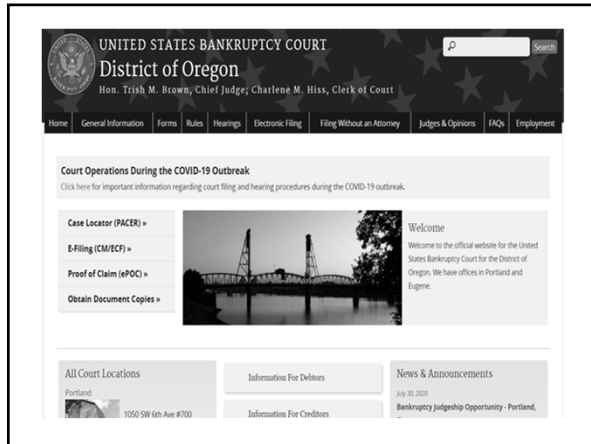 UNITED STATES BANKRUPTCY COURT
District of Oregon
Hon. Trish M. Brown, Chief Judge; Charlene M. Hiss, Clerk of Court
Search
Home General Information Forms Rules Hearings Electronic Filing Filing Without an Attorney Judges & Opinions FAQs Employment
Court Operations During the COVID-19 Outbreak
Click here for important information regarding court filing and hearing procedures during the COVID-19 outbreak.
Case Locator (PACER) »
E-Filing (CM/ECF) »
Proof of Claim (ePOC) »
Obtain Document Copies »
Welcome
Welcome to the official website for the United
States Bankruptcy Court for the District of
Oregon. We have offices in Portland and
Eugene.
All Court Locations
Portland
1050 SW 6th Ave #700
Information For Debtors
Information For Creditors
News & Announcements
July 30, 2020
Bankruptcy Judgeship Opportunity - Portland,